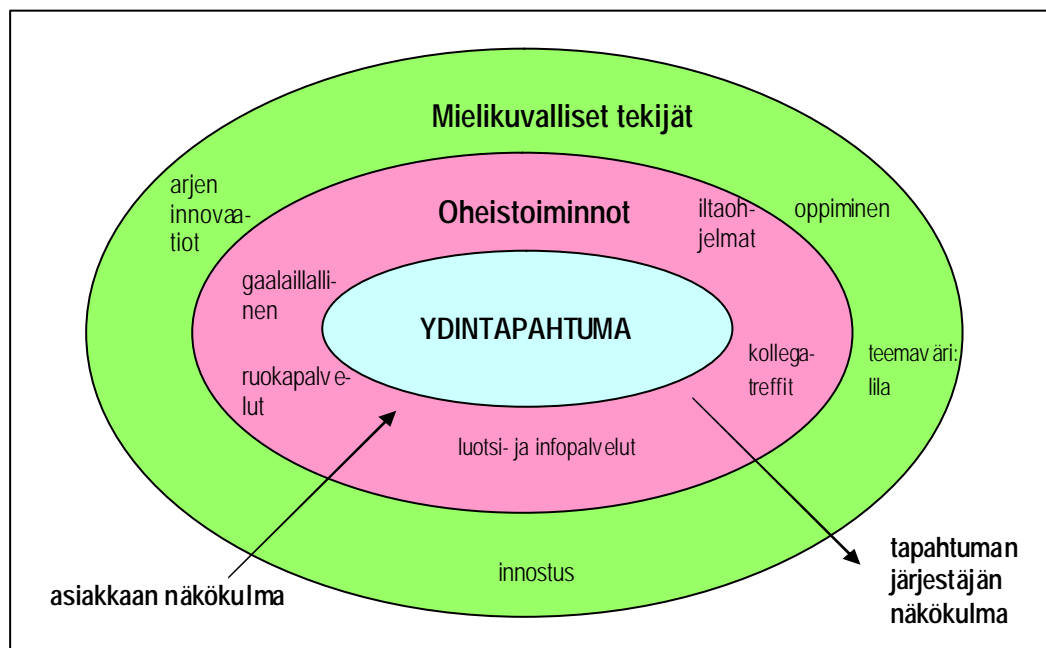 Mielikuvalliset tekijät
arjen
innovaa-
tiot
Oheistoiminnot
iltaoh-
jelmat
oppiminen
gaalaillalli-
nen
YDINTAPAHTUMA
ruokapalve-
lut
kollega-
treffit
teemaväri:
lila
luotsi- ja infopalvelut
innostus
asiakkaan näkökulma
tapahtuman
järjestäjän
näkökulma